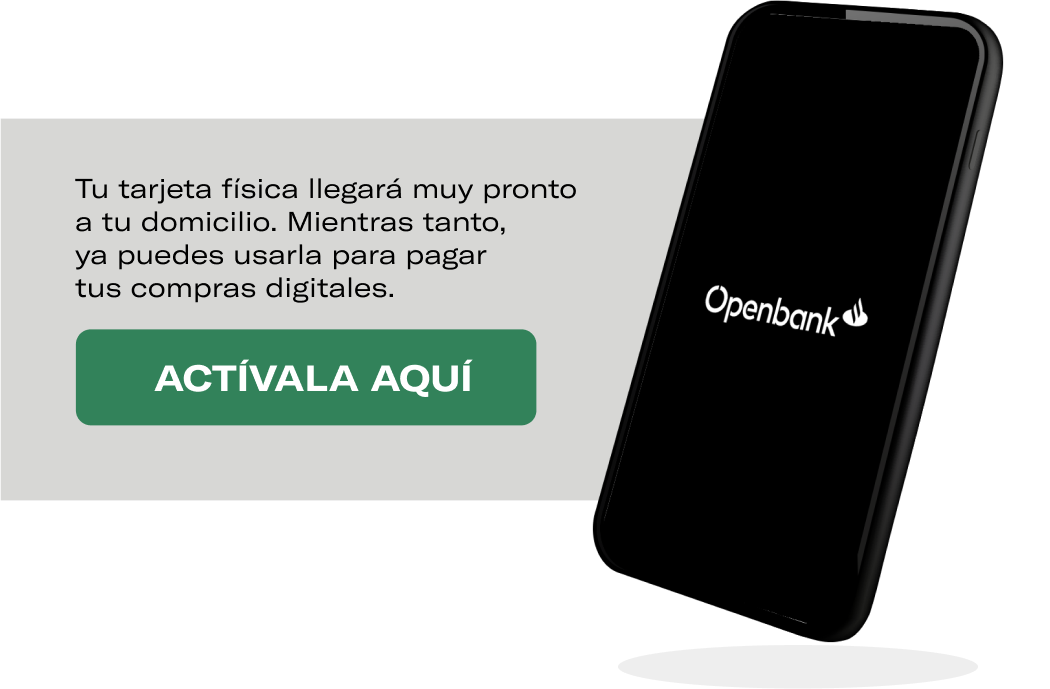 Tu tarjeta física llegará muy pronto
a tu domicilio. Mientras tanto,
ya puedes usarla para pagar
tus compras digitales.
ACTÍVALA AQUÍ
Openbank